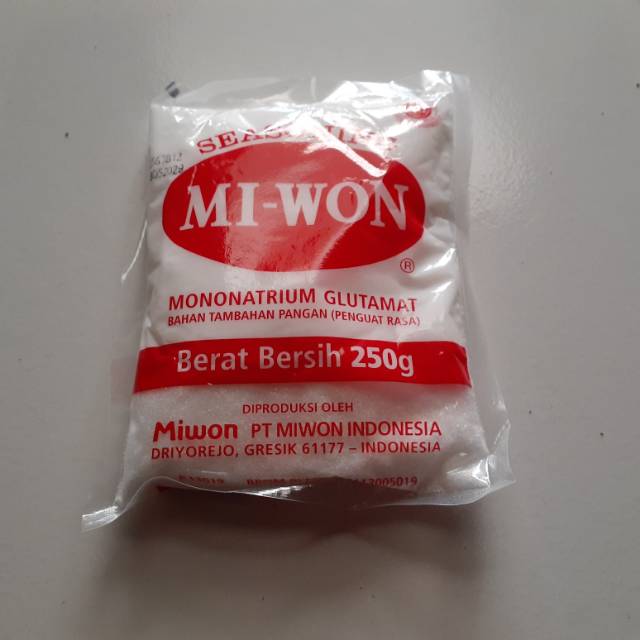 MI-WON
®
MONONATRIUM GLUTAMAT
BAHAN TAMBAHAN PANGAN (PENGUAT RASA)
Berat Bersih 250g
DIPRODUKSI OLEH
Miwon PT MIWON INDONESIA
DRIYOREJO, GRESIK 61177 – INDONESIA